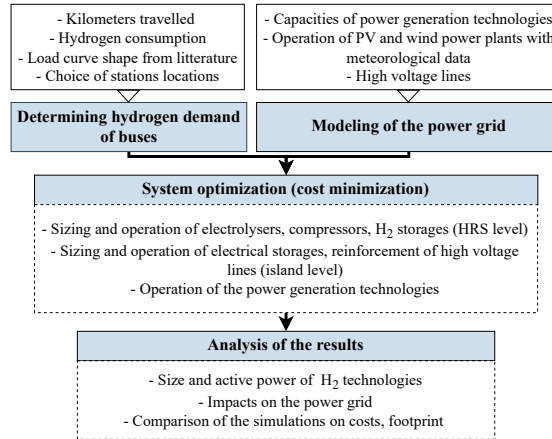 - Kilometers travelled
- Hydrogen consumption
- Load curve shape from litterature
- Choice of stations locations
- Capacities of power generation technologies
- Operation of PV and wind power plants with
meteorological data
- High voltage lines
Determining hydrogen demand
of buses
Modeling of the power grid
System optimization (cost minimization)
- Sizing and operation of electrolysers, compressors, H2 storages (HRS level)
- Sizing and operation of electrical storages, reinforcement of high voltage
lines (island level)
- Operation of the power generation technologies
Analysis of the results
- Size and active power of H2 technologies
- Impacts on the power grid
- Comparison of the simulations on costs, footprint